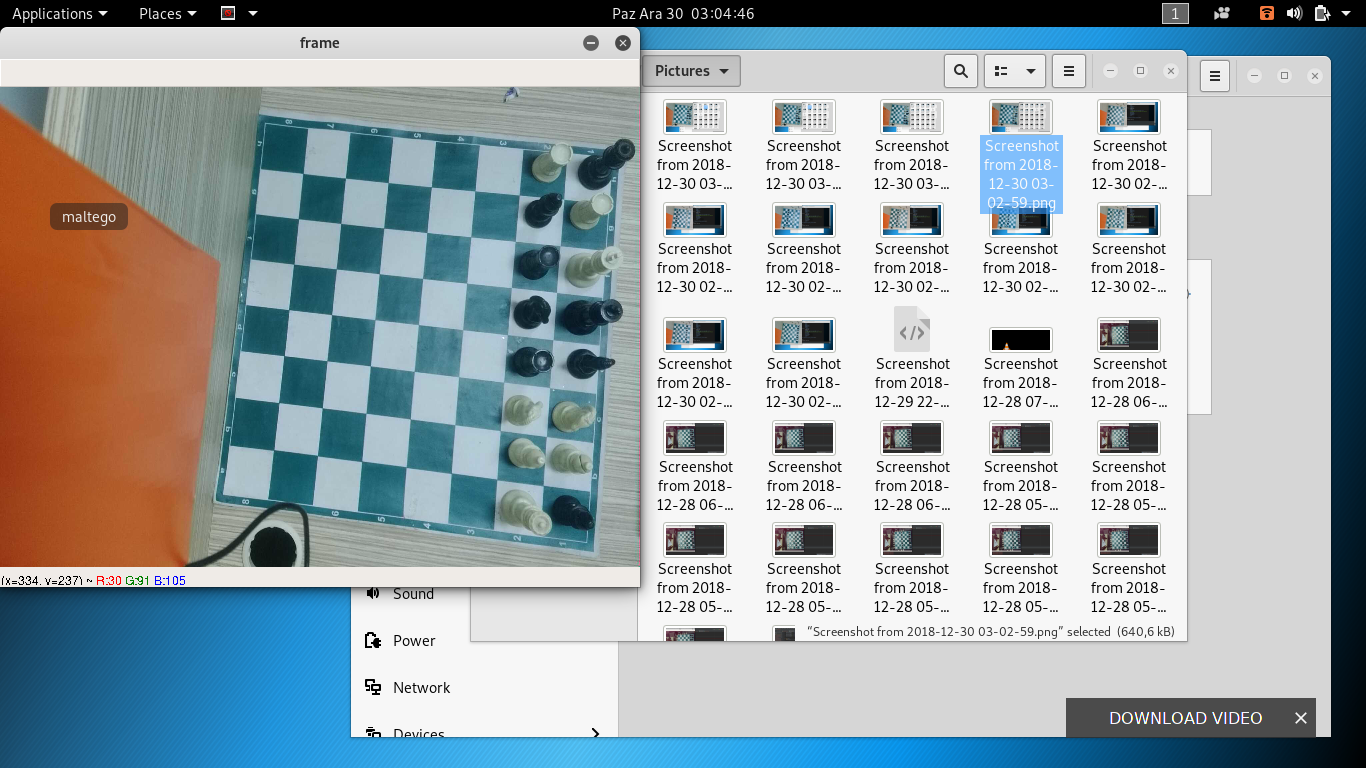 Applications
Places
Paz Ara 30 03:04:46
1
frame
maltego
(x=334, y=237) ~ R:30 G:91 B:105
Pictures
Screenshot
from 2018-
12-30 03-...
Screenshot
from 2018-
12-30 03-...
Screenshot
from 2018-
12-30 03-...
Screenshot
from 2018-
12-30 03-
02-59.png
Screenshot
from 2018-
12-30 02-...
Screenshot
from 2018-
12-30 02-...
Screenshot
from 2018-
12-30 02-...
Screenshot
from 2018-
12-30 02-...
Screenshot
from 2018-
12-30 02-...
Screenshot
from 2018-
12-30 02-...
Screenshot
from 2018-
12-30 02-...
Screenshot
from 2018-
12-30 02-...
Screenshot
from 2018-
12-29 22-...
Screenshot
from 2018-
12-28 07-...
Screenshot
from 2018-
12-28 06-...
Screenshot
from 2018-
12-28 06-...
Screenshot
from 2018-
12-28 06-...
Screenshot
from 2018-
12-28 06-...
Screenshot
from 2018-
12-28 05-...
Screenshot
from 2018-
12-28 05-...
Screenshot
from 2018-
12-28 05-...
Screenshot
from 2018-
12-28 05-...
Screenshot
from 2018-
12-28 05-...
Screenshot
from 2018-
12-28 05-...
Screenshot
from 2018-
12-28 05-...
“Screenshot from 2018-12-30 03-02-59.png” selected (640,6 kB)
Sound
Power
Network
Devices
DOWNLOAD VIDEO